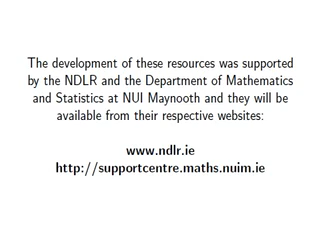 The development of these resources was supported
by the NDLR and the Department of Mathematics
and Statistics at NUI Maynooth and they will be
available from their respective websites:
www.ndlr.ie
http://supportcentre.maths.nuim.ie